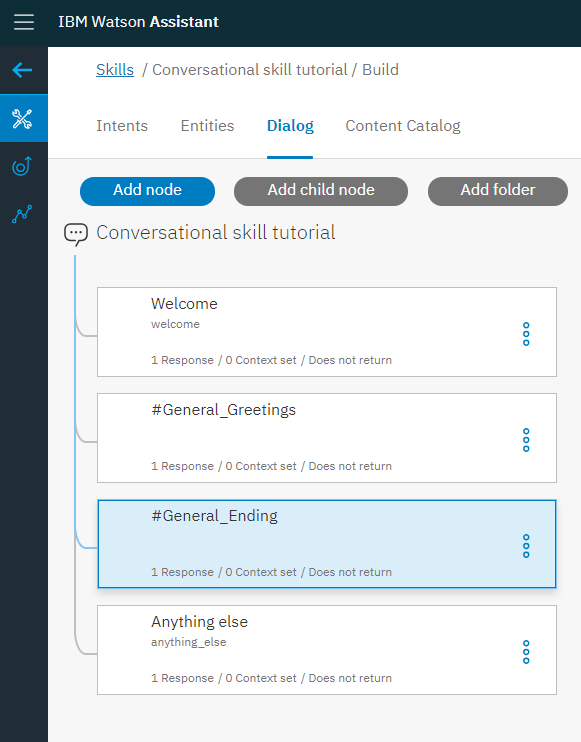 IBM Watson Assistant
Skills / Conversational skill tutorial / Build
Intents Entities Dialog Content Catalog
Add node Add child node Add folder
Conversational skill tutorial
Welcome
welcome
1 Response / 0 Context set / Does not return
#General_Greetings
1 Response / 0 Context set / Does not return
#General_Ending
1 Response / 0 Context set / Does not return
Anything else
anything_else
1 Response / 0 Context set / Does not return